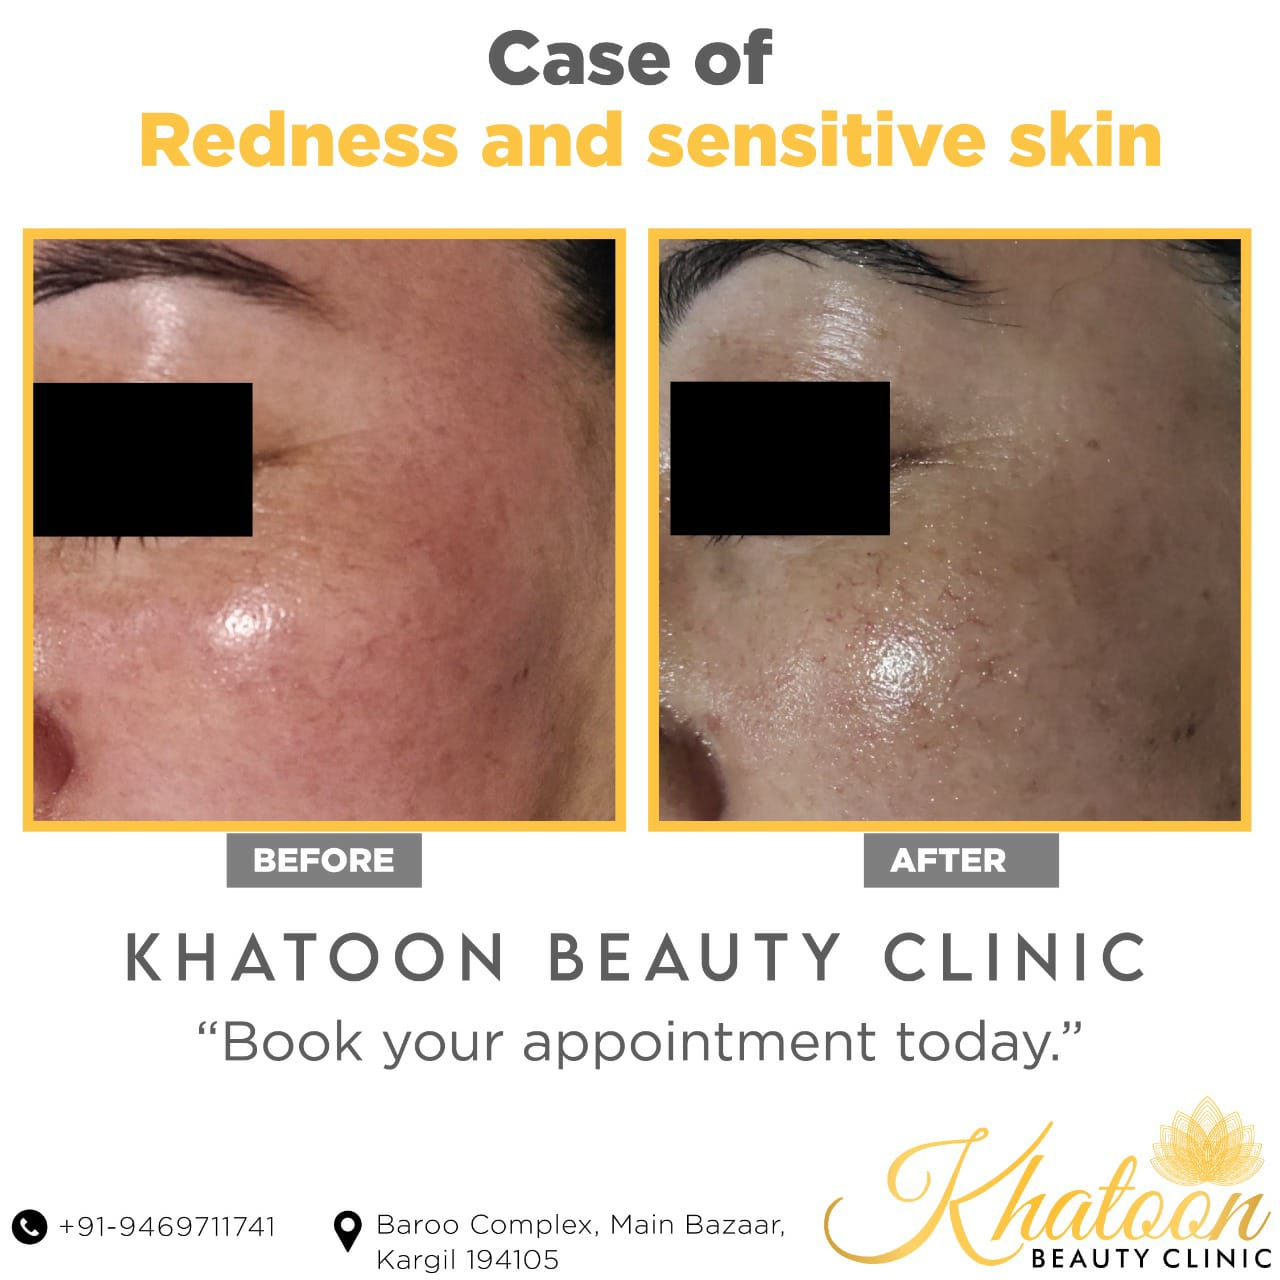 Case of
Redness and sensitive skin
BEFORE
AFTER
KHATOON BEAUTY CLINIC
“Book your appointment today.”
+91-9469711741
Baroo Complex, Main Bazaar,
Kargil 194105
Khatoon
BEAUTY CLINIC